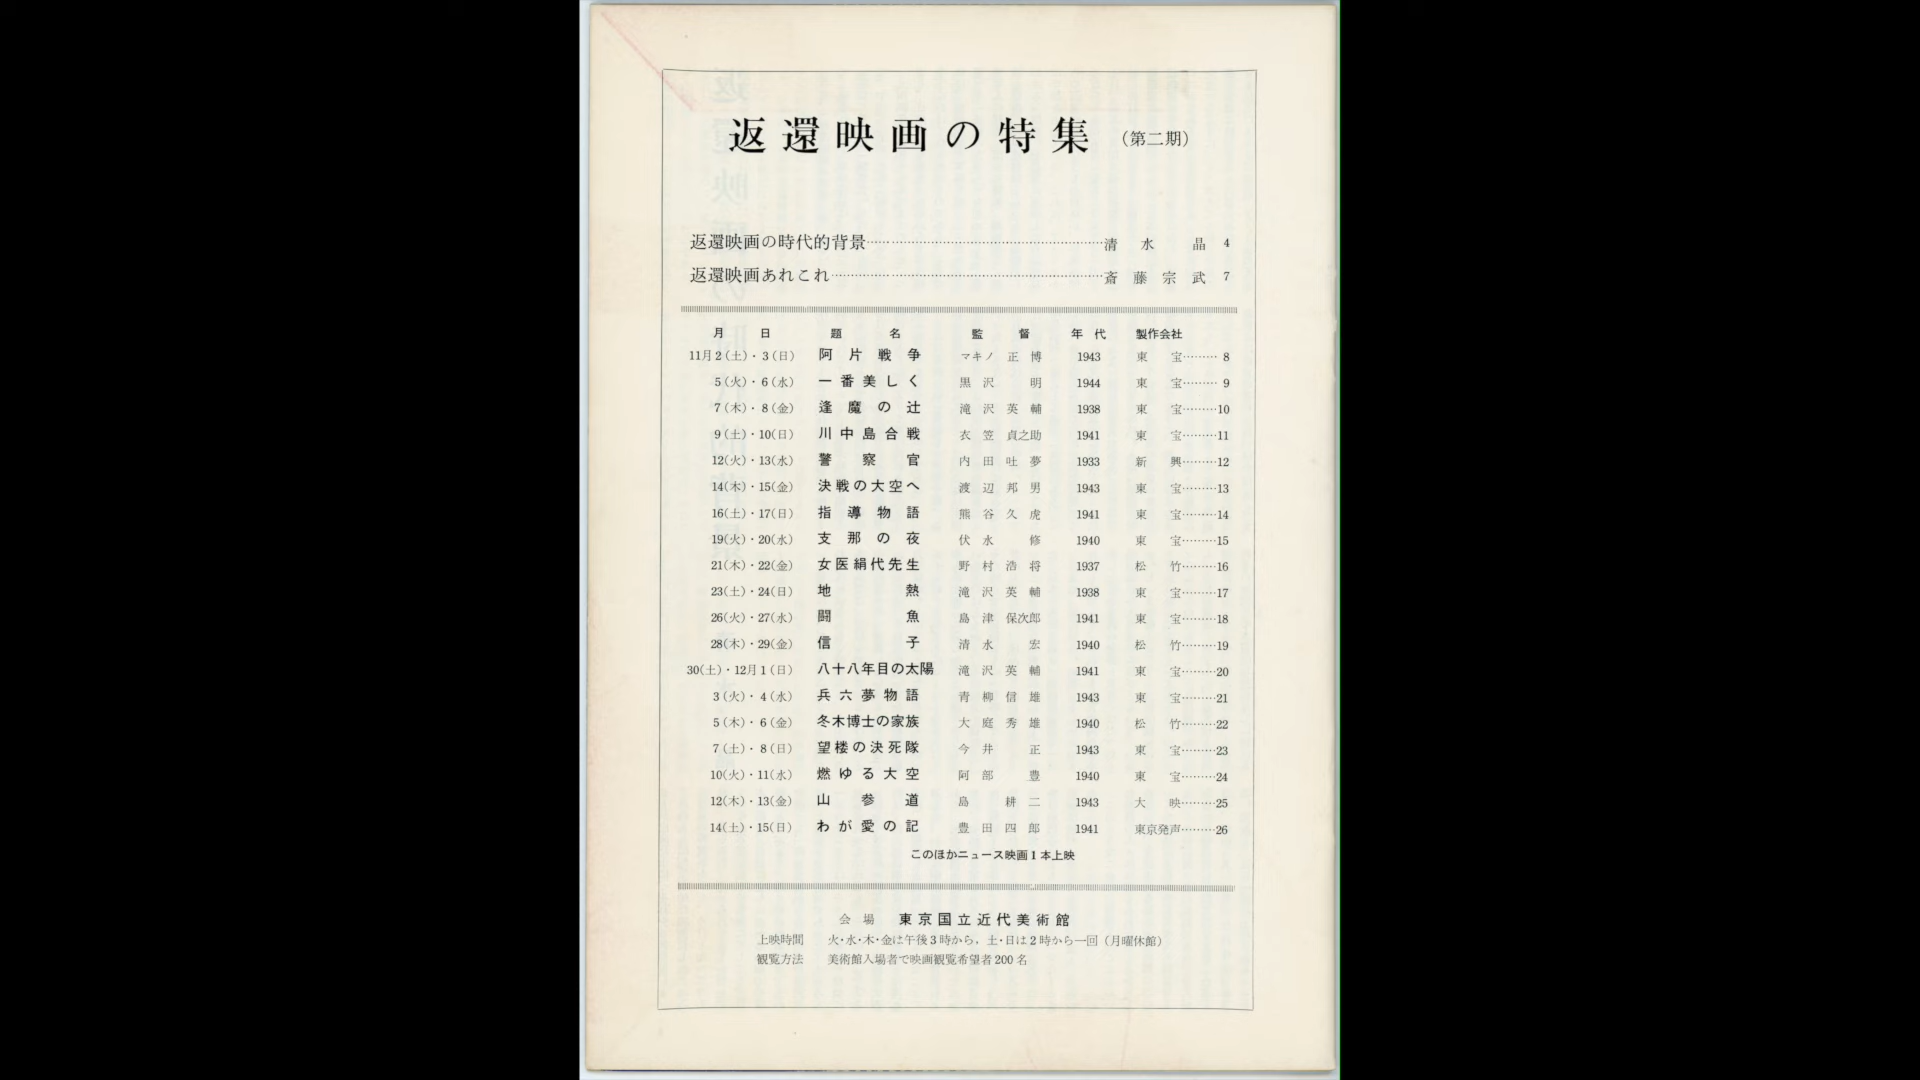 返還映画の特集（第二期）
返還映画の時代的背景……清水　晶 4
返還映画あれこれ……斎藤宗武 7
月　日　題　名　監　督　年代　製作会社
11月2（土）・3（日）　阿片戦争　マキノ正博　1943　東宝………8
5（火）・6（水）　一番美しく　黒沢　明　1944　東宝………9
7（木）・8（金）　逢魔の辻　滝沢英輔　1938　東宝………10
9（土）・10（日）　川中島合戦　衣笠貞之助　1941　東宝………11
12（火）・13（水）　警察官　内田吐夢　1933　新興………12
14（木）・15（金）　決戦の大空へ　渡辺邦男　1943　東宝………13
16（土）・17（日）　指導物語　熊谷久虎　1941　東宝………14
19（火）・20（水）　支那の夜　伏水　修　1940　東宝………15
21（木）・22（金）　女医絹代先生　野村浩将　1937　松竹………16
23（土）・24（日）　地熱　滝沢英輔　1938　東宝………17
26（火）・27（水）　闘魚　島津保次郎　1941　東宝………18
28（木）・29（金）　信子　清水　宏　1940　松竹………19
30（土）・12月1（日）　八十八年目の太陽　滝沢英輔　1941　東宝………20
3（火）・4（水）　兵六夢物語　青柳信雄　1943　東宝………21
5（木）・6（金）　冬木博士の家族　大庭秀雄　1940　松竹………22
7（土）・8（日）　望楼の決死隊　今井　正　1943　東宝………23
10（火）・11（水）　燃ゆる大空　阿部　豊　1940　東宝………24
12（木）・13（金）　山参道　島　耕二　1943　大映………25
14（土）・15（日）　わが愛の記　豊田四郎　1941　東京発声………26
このほかニュース映画1本上映
会場　東京国立近代美術館
上映時間　火・水・木・金は午後3時から，土・日は2時から一回（月曜休館）
観覧方法　美術館入場者で映画観覧希望者200名